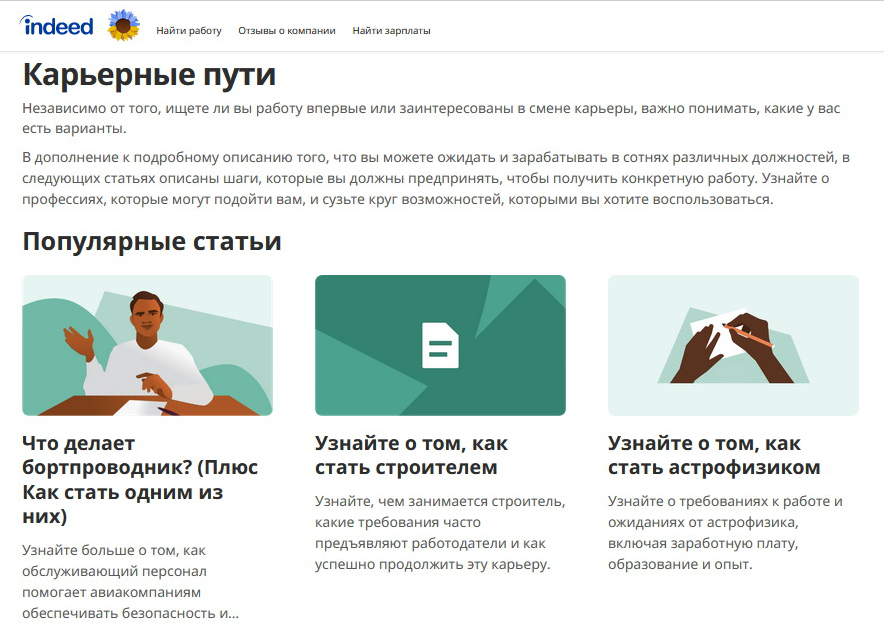 indeed
Найти работу Отзывы о компании Найти зарплаты
Карьерные пути
Независимо от того, ищете ли вы работу впервые или заинтересованы в смене карьеры, важно понимать, какие у вас
есть варианты.
В дополнение к подробному описанию того, что вы можете ожидать и зарабатывать в сотнях различных должностей, в
следующих статьях описаны шаги, которые вы должны предпринять, чтобы получить конкретную работу. Узнайте о
профессиях, которые могут подойти вам, и сузьте круг возможностей, которыми вы хотите воспользоваться.
Популярные статьи
Что делает
бортпроводник? (Плюс
Как стать одним из
них)
Узнайте больше о том, как
обслуживающий персонал
помогает авиакомпаниям
обеспечивать безопасность и...
Узнайте о том, как
стать строителем
Узнайте, чем занимается строитель,
какие требования часто
предъявляют работодатели и как
успешно продолжить эту карьеру.
Узнайте о том, как
стать астрофизиком
Узнайте о требованиях к работе и
ожиданиях от астрофизика,
включая заработную плату,
образование и опыт.